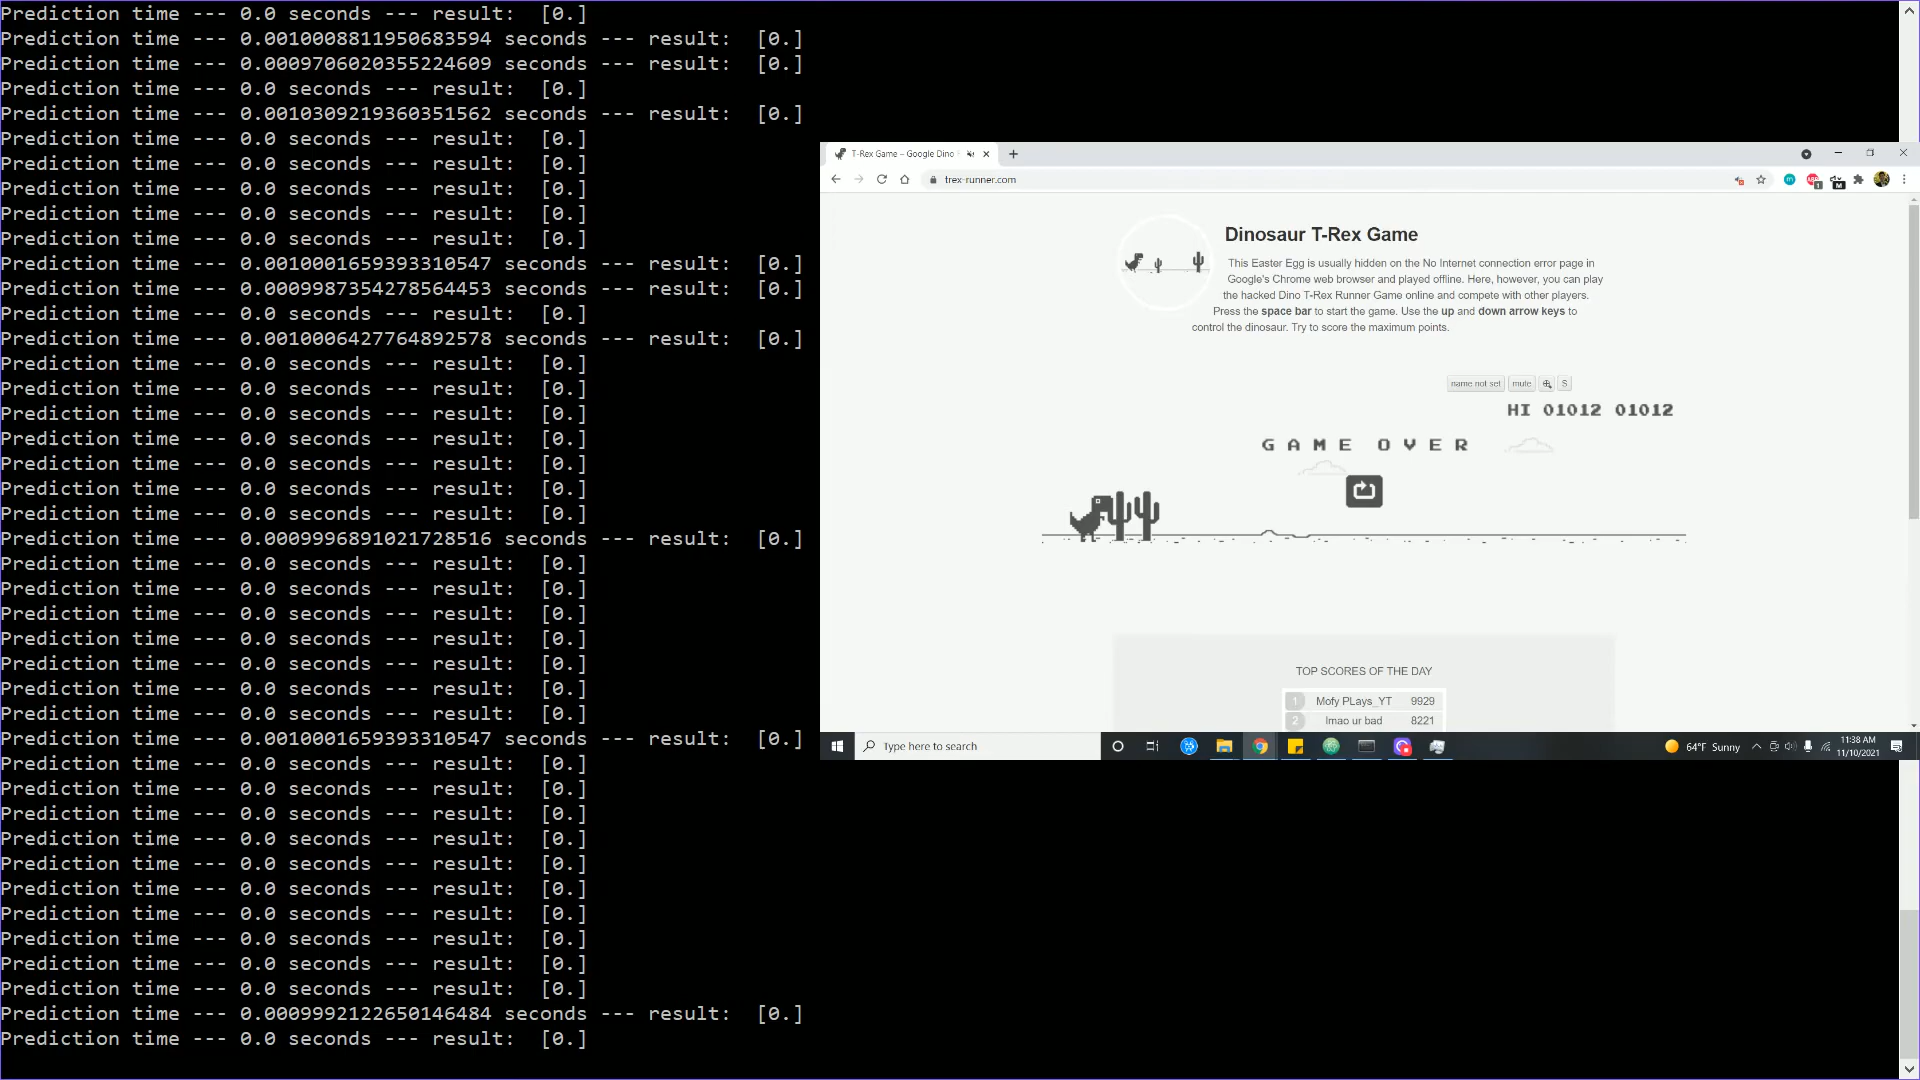 Prediction time --- 0.0 seconds --- result:  [0.]
Prediction time --- 0.0010008811950683594 seconds --- result:  [0.]
Prediction time --- 0.0009706020355224609 seconds --- result:  [0.]
Prediction time --- 0.0 seconds --- result:  [0.]
Prediction time --- 0.0010309219360351562 seconds --- result:  [0.]
Prediction time --- 0.0 seconds --- result:  [0.]
Prediction time --- 0.0 seconds --- result:  [0.]
Prediction time --- 0.0 seconds --- result:  [0.]
Prediction time --- 0.0 seconds --- result:  [0.]
Prediction time --- 0.0 seconds --- result:  [0.]
Prediction time --- 0.0010001659393310547 seconds --- result:  [0.]
Prediction time --- 0.0009987354278564453 seconds --- result:  [0.]
Prediction time --- 0.0 seconds --- result:  [0.]
Prediction time --- 0.0010006427764892578 seconds --- result:  [0.]
Prediction time --- 0.0 seconds --- result:  [0.]
Prediction time --- 0.0 seconds --- result:  [0.]
Prediction time --- 0.0 seconds --- result:  [0.]
Prediction time --- 0.0 seconds --- result:  [0.]
Prediction time --- 0.0 seconds --- result:  [0.]
Prediction time --- 0.0 seconds --- result:  [0.]
Prediction time --- 0.0 seconds --- result:  [0.]
Prediction time --- 0.0009996891021728516 seconds --- result:  [0.]
Prediction time --- 0.0 seconds --- result:  [0.]
Prediction time --- 0.0 seconds --- result:  [0.]
Prediction time --- 0.0 seconds --- result:  [0.]
Prediction time --- 0.0 seconds --- result:  [0.]
Prediction time --- 0.0 seconds --- result:  [0.]
Prediction time --- 0.0 seconds --- result:  [0.]
Prediction time --- 0.0 seconds --- result:  [0.]
Prediction time --- 0.0010001659393310547 seconds --- result:  [0.]
Prediction time --- 0.0 seconds --- result:  [0.]
Prediction time --- 0.0 seconds --- result:  [0.]
Prediction time --- 0.0 seconds --- result:  [0.]
Prediction time --- 0.0 seconds --- result:  [0.]
Prediction time --- 0.0 seconds --- result:  [0.]
Prediction time --- 0.0 seconds --- result:  [0.]
Prediction time --- 0.0 seconds --- result:  [0.]
Prediction time --- 0.0 seconds --- result:  [0.]
Prediction time --- 0.0 seconds --- result:  [0.]
Prediction time --- 0.0 seconds --- result:  [0.]
Prediction time --- 0.0009992122650146484 seconds --- result:  [0.]
Prediction time --- 0.0 seconds --- result:  [0.]
T-Rex Game – Google Dino
trex-runner.com
Dinosaur T-Rex Game
This Easter Egg is usually hidden on the No Internet connection error page in
Google's Chrome web browser and played offline. Here, however, you can play
the hacked Dino T-Rex Runner Game online and compete with other players.
Press the space bar to start the game. Use the up and down arrow keys to
control the dinosaur. Try to score the maximum points.
name not set mute S
HI 01012 01012
GAME OVER
TOP SCORES OF THE DAY
1 Mofy PLays_YT 9929
2 lmao ur bad 8221
Type here to search
64°F Sunny
11:38 AM
11/10/2021